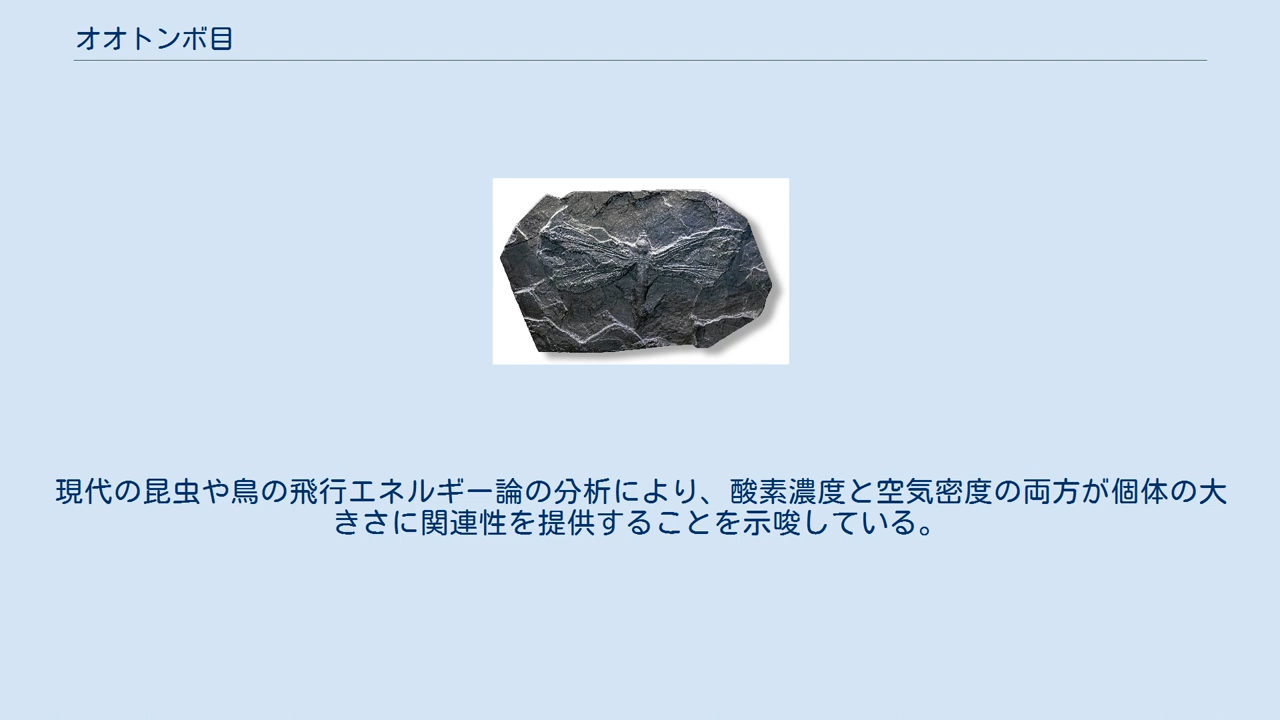 オオトンボ目
現代の昆虫や鳥の飛行エネルギー論の分析により、酸素濃度と空気密度の両方が個体の大
きさに関連性を提供することを示唆している。